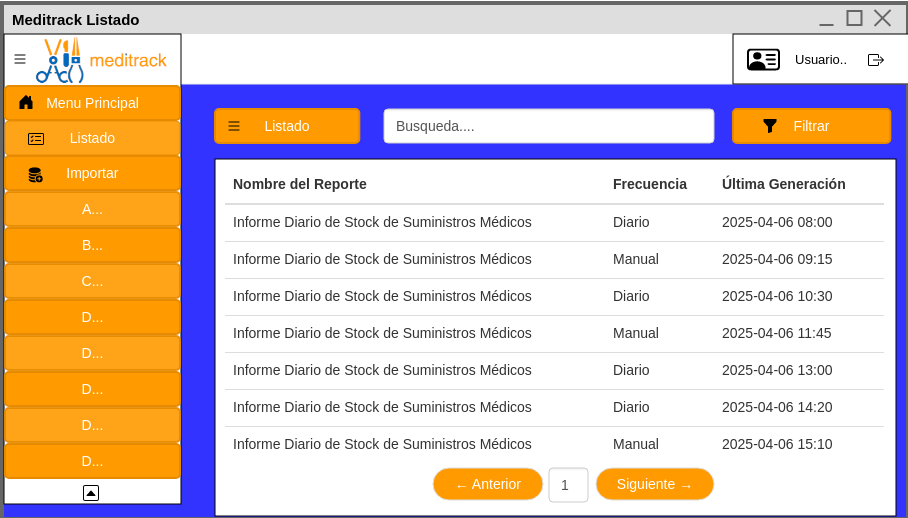 Meditrack Listado
meditrack
Usuario..
Menu Principal
Listado
Importar
A...
B...
C...
D...
D...
D...
D...
D...
Listado
Busqueda....
Filtrar
Nombre del Reporte Frecuencia Última Generación
Informe Diario de Stock de Suministros Médicos Diario 2025-04-06 08:00
Informe Diario de Stock de Suministros Médicos Manual 2025-04-06 09:15
Informe Diario de Stock de Suministros Médicos Diario 2025-04-06 10:30
Informe Diario de Stock de Suministros Médicos Manual 2025-04-06 11:45
Informe Diario de Stock de Suministros Médicos Diario 2025-04-06 13:00
Informe Diario de Stock de Suministros Médicos Diario 2025-04-06 14:20
Informe Diario de Stock de Suministros Médicos Manual 2025-04-06 15:10
← Anterior 1 Siguiente →